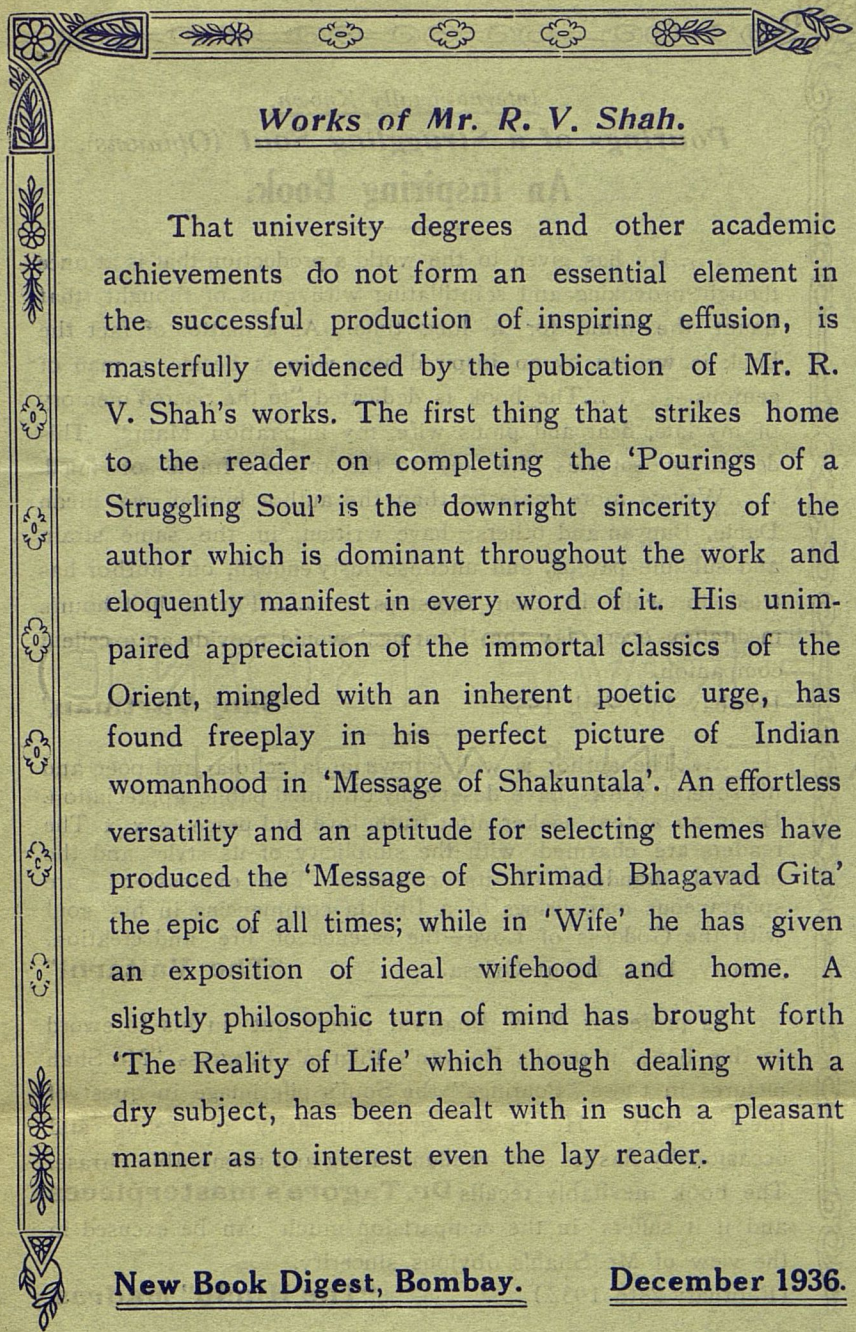 Works of Mr. R. V. Shah.
That university degrees and other academic
achievements do not form an essential element in
the successful production of inspiring effusion, is
masterfully evidenced by the pubication of Mr. R.
V. Shah's works. The first thing that strikes home
to the reader on completing the ‘Pourings of a
Struggling Soul’ is the downright sincerity of the
author which is dominant throughout the work and
eloquently manifest in every word of it. His unim-
paired appreciation of the immortal classics of the
Orient, mingled with an inherent poetic urge, has
found freeplay in his perfect picture of Indian
womanhood in ‘Message of Shakuntala’. An effortless
versatility and an aptitude for selecting themes have
produced the ‘Message of Shrimad Bhagavad Gita’
the epic of all times; while in ‘Wife’ he has given
an exposition of ideal wifehood and home. A
slightly philosophic turn of mind has brought forth
‘The Reality of Life’ which though dealing with a
dry subject, has been dealt with in such a pleasant
manner as to interest even the lay reader.
New Book Digest, Bombay. December 1936.